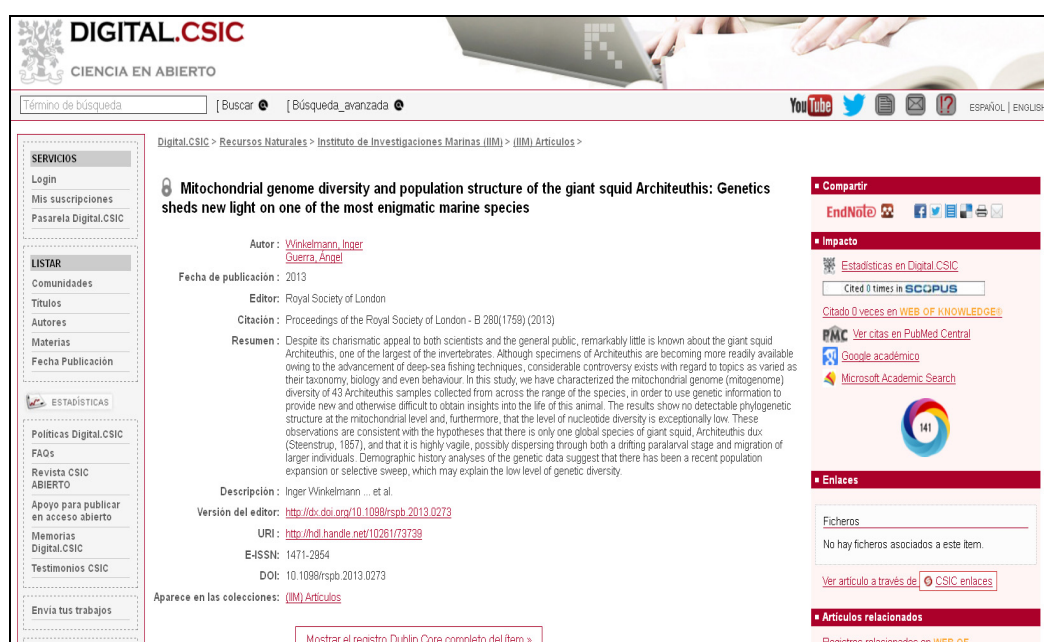 DIGITAL.CSIC
CIENCIA EN ABIERTO
Término de búsqueda
[ Buscar
[ Búsqueda_avanzada
YouTube
ESPAÑOL | ENGLISH
SERVICIOS
Login
Mis suscripciones
Pasarela Digital.CSIC
LISTAR
Comunidades
Títulos
Autores
Materias
Fecha Publicación
ESTADÍSTICAS
Políticas Digital.CSIC
FAQs
Revista CSIC
ABIERTO
Apoyo para publicar
en acceso abierto
Memorias
Digital.CSIC
Testimonios CSIC
Envía tus trabajos
Digital.CSIC > Recursos Naturales > Instituto de Investigaciones Marinas (IIM) > (IIM) Artículos >
Mitochondrial genome diversity and population structure of the giant squid Architeuthis: Genetics
sheds new light on one of the most enigmatic marine species
Autor : Winkelmann, Inger
Guerra, Ángel
Fecha de publicación : 2013
Editor: Royal Society of London
Citación : Proceedings of the Royal Society of London - B 280(1759) (2013)
Resumen : Despite its charismatic appeal to both scientists and the general public, remarkably little is known about the giant squid
Architeuthis, one of the largest of the invertebrates. Although specimens of Architeuthis are becoming more readily available
owing to the advancement of deep-sea fishing techniques, considerable controversy exists with regard to topics as varied as
their taxonomy, biology and even behaviour. In this study, we have characterized the mitochondrial genome (mitogenome)
diversity of 43 Architeuthis samples collected from across the range of the species, in order to use genetic information to
provide new and otherwise difficult to obtain insights into the life of this animal. The results show no detectable phylogenetic
structure at the mitochondrial level and, furthermore, that the level of nucleotide diversity is exceptionally low. These
observations are consistent with the hypotheses that there is only one global species of giant squid, Architeuthis dux
(Steenstrup, 1857), and that it is highly vagile, possibly dispersing through both a drifting paralarval stage and migration of
larger individuals. Demographic history analyses of the genetic data suggest that there has been a recent population
expansion or selective sweep, which may explain the low level of genetic diversity.
Descripción : Inger Winkelmann ... et al.
Versión del editor: http://dx.doi.org/10.1098/rspb.2013.0273
URI : http://hdl.handle.net/10261/73739
E-ISSN: 1471-2954
DOI: 10.1098/rspb.2013.0273
Aparece en las colecciones: (IIM) Artículos
Mostrar el registro Dublin Core completo del ítem »
Compartir
EndNote
Impacto
Estadísticas en Digital.CSIC
Cited 0 times in SCOPUS
Citado 0 veces en WEB OF KNOWLEDGE®
PMC Ver citas en PubMed Central
Google académico
Microsoft Academic Search
141
Enlaces
Ficheros
No hay ficheros asociados a este ítem.
Ver artículo a través de CSIC enlaces
Artículos relacionados
Registros relacionados en WEB OF